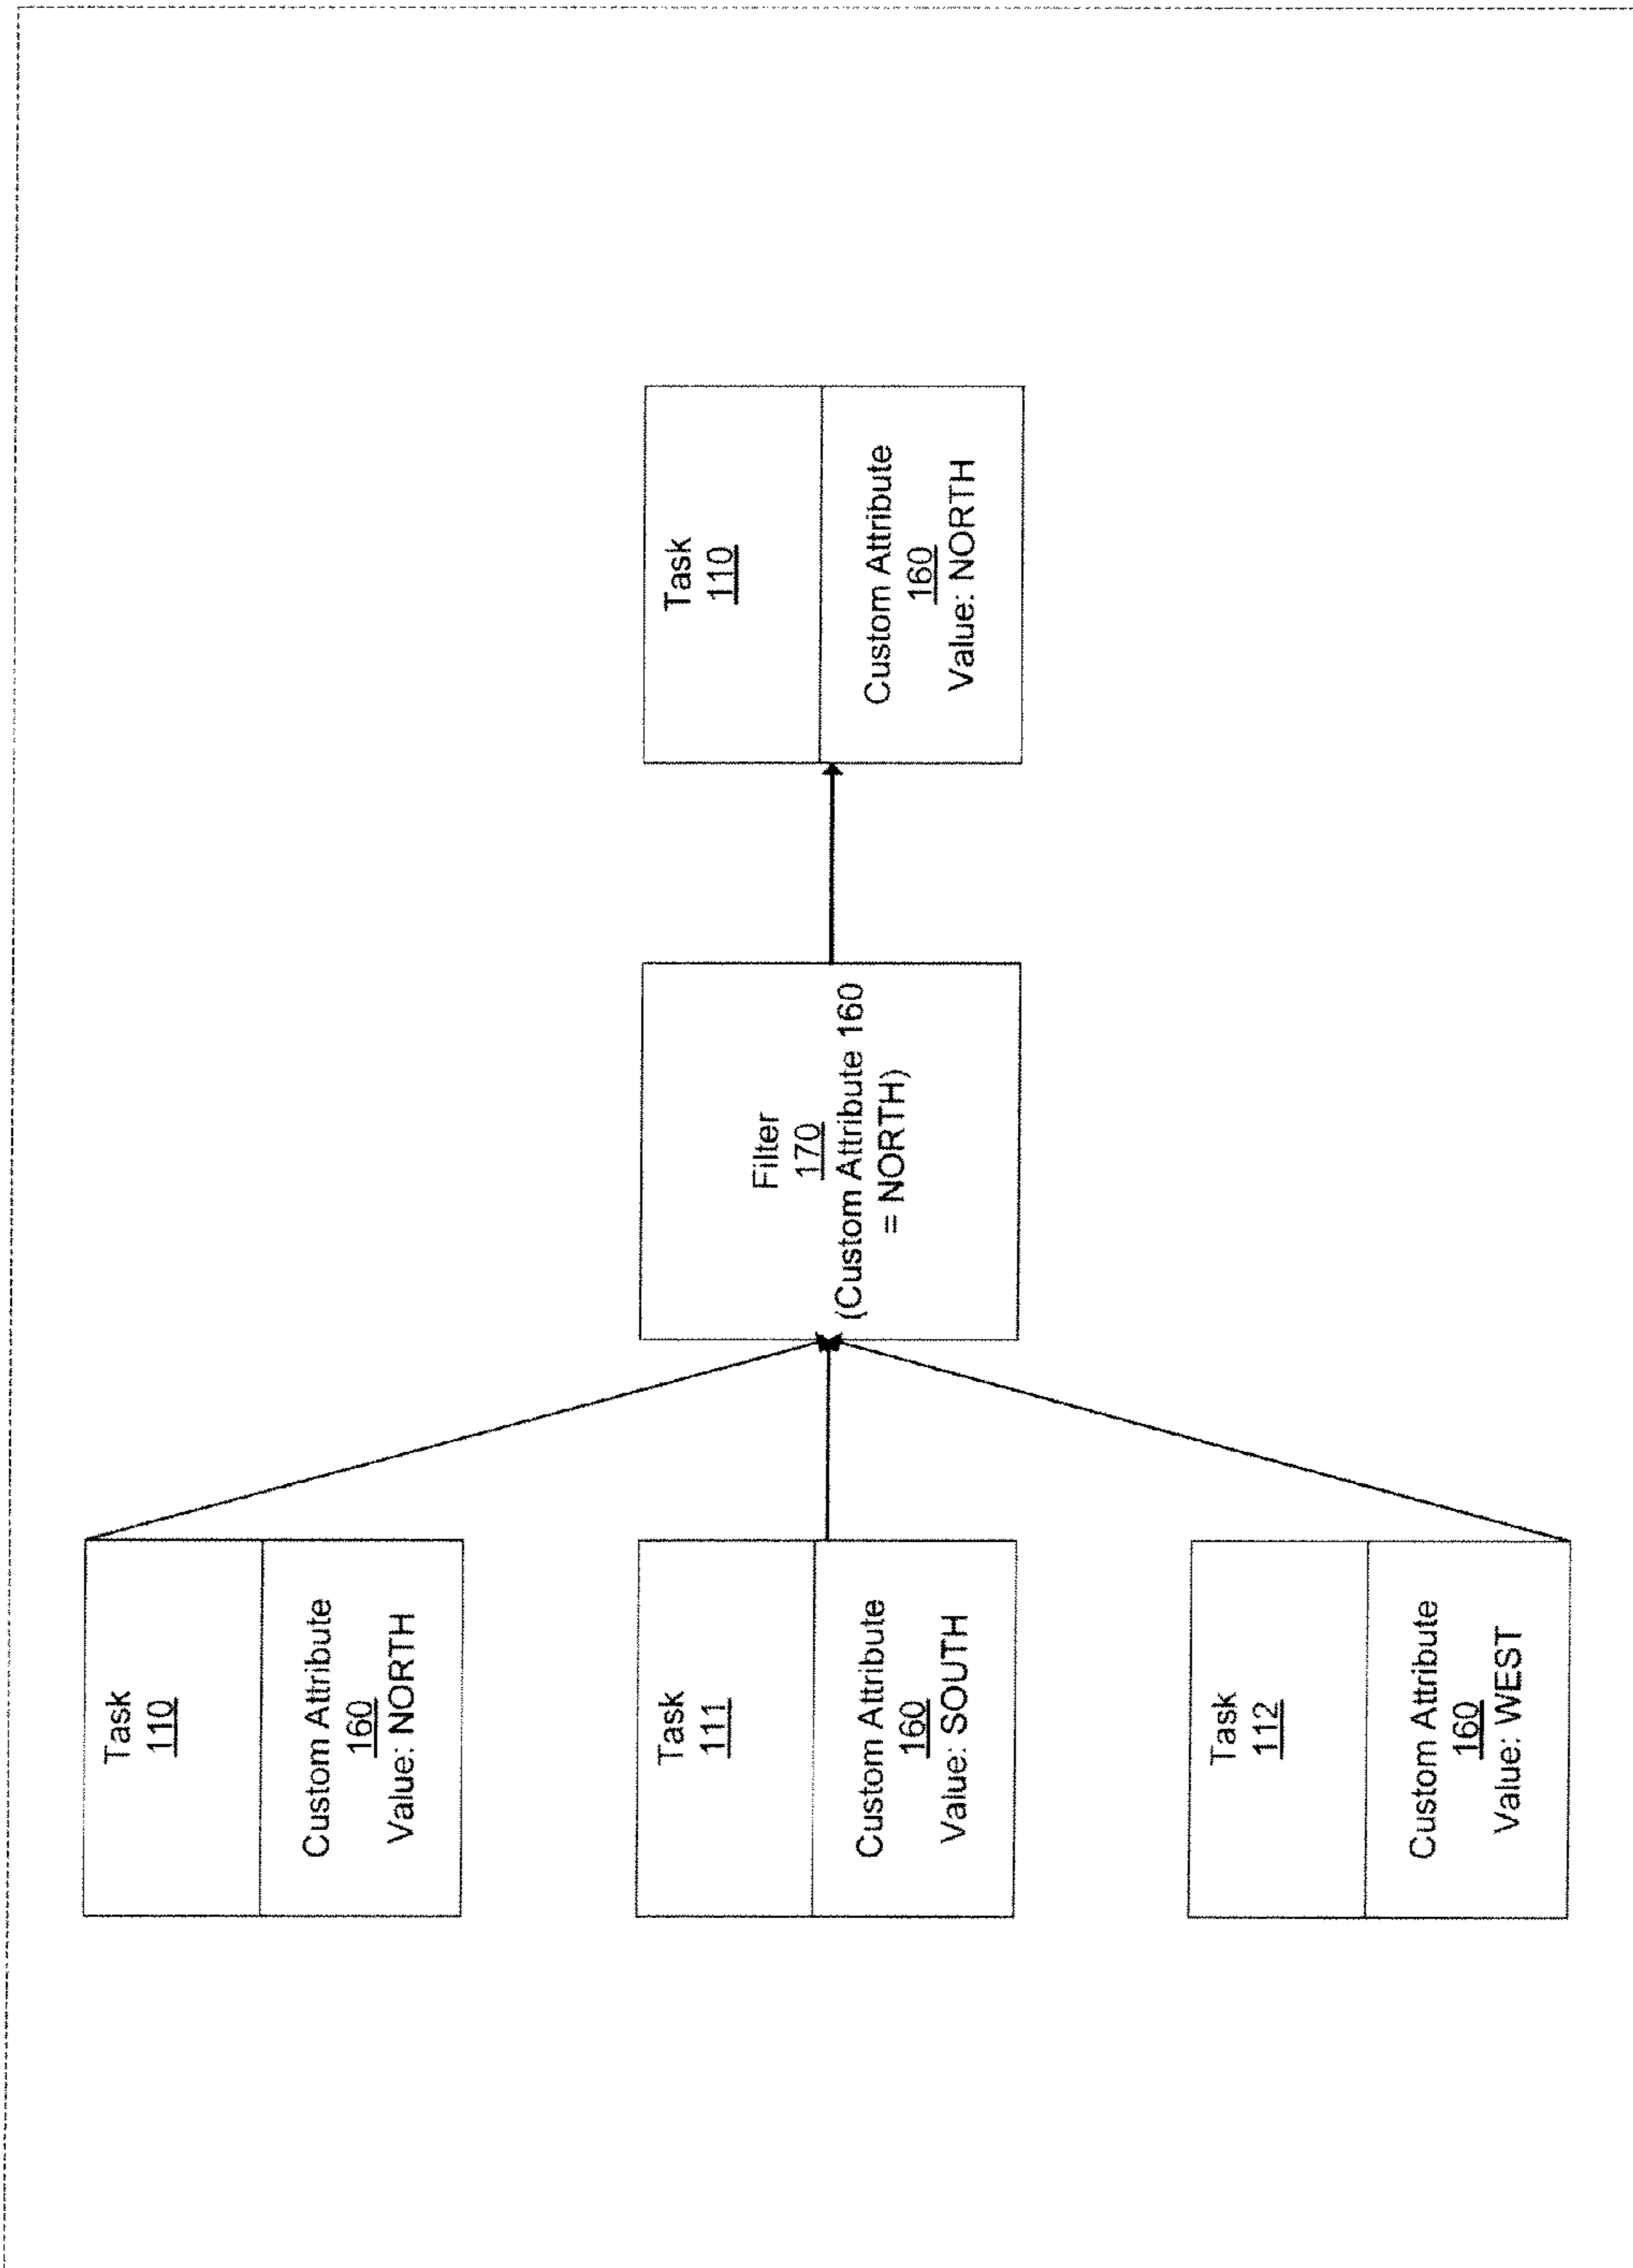 Task
110
Custom Attribute
160
Value: NORTH
Task
111
Custom Attribute
160
Value: SOUTH
Task
112
Custom Attribute
160
Value: WEST
Filter
170
(Custom Attribute 160
= NORTH)
Task
110
Custom Attribute
160
Value: NORTH